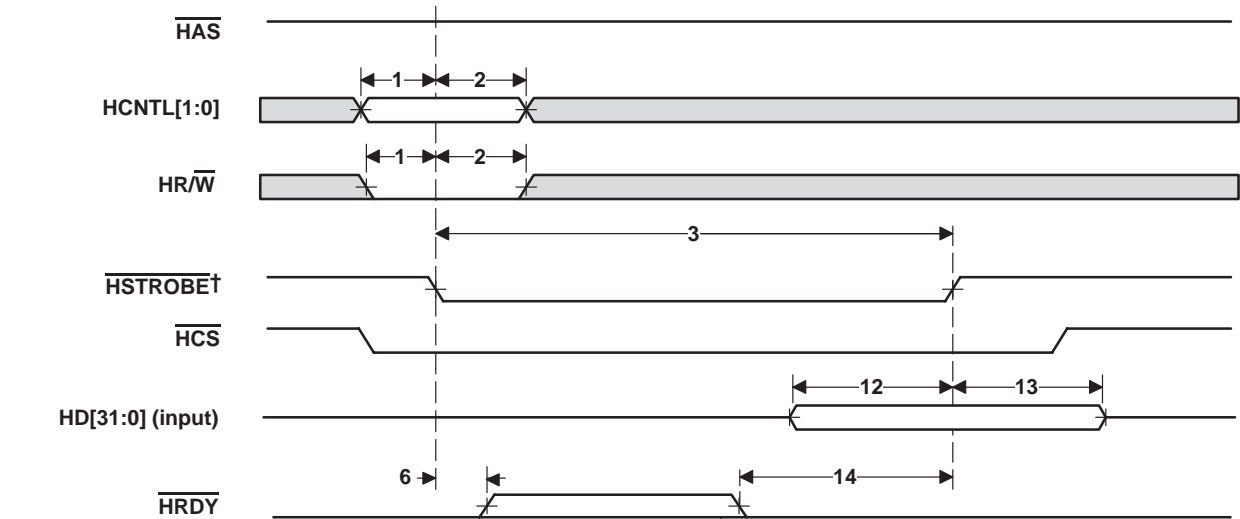 HAS
1 2
HCNTL[1:0]
1 2
HR/W
3
HSTROBE†
HCS
12 13
HD[31:0] (input)
6 14
HRDY